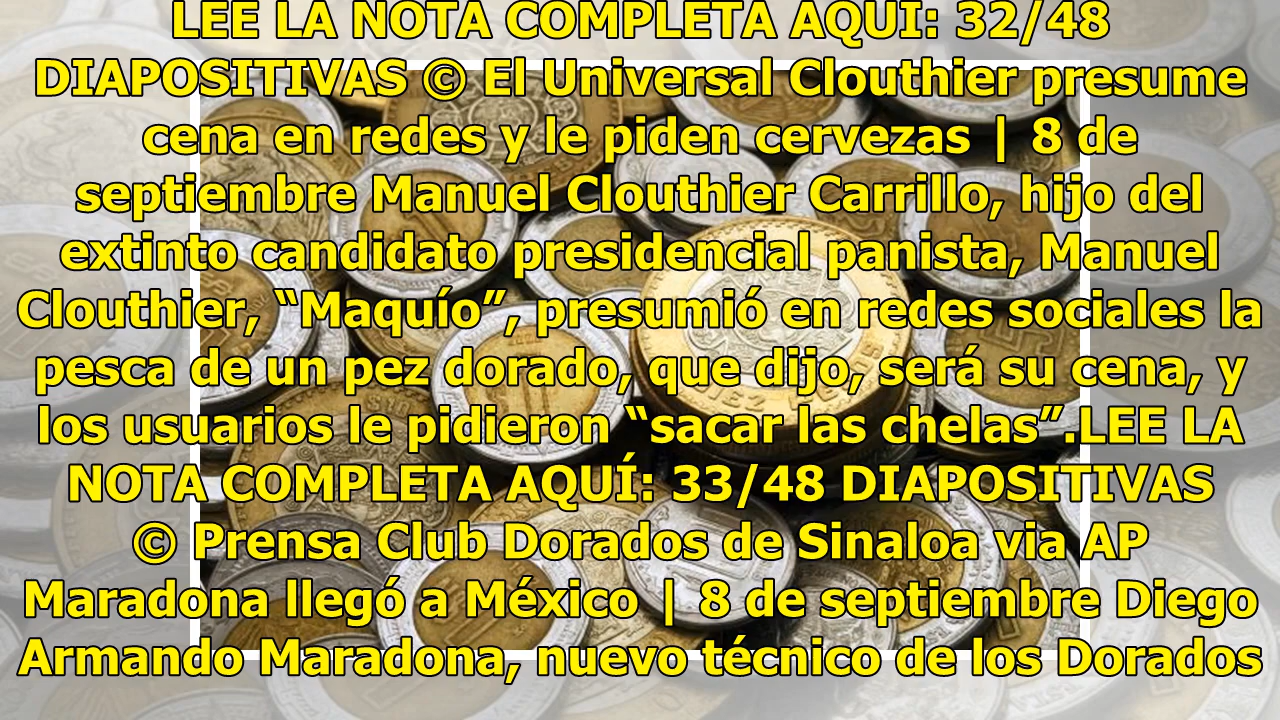 LEE LA NOTA COMPLETA AQUÍ: 32/48
DIAPOSITIVAS © El Universal Clouthier presume
cena en redes y le piden cervezas | 8 de
septiembre Manuel Clouthier Carrillo, hijo del
extinto candidato presidencial panista, Manuel
Clouthier, “Maquío”, presumió en redes sociales la
pesca de un pez dorado, que dijo, será su cena, y
los usuarios le pidieron “sacar las chelas”.LEE LA
NOTA COMPLETA AQUÍ: 33/48 DIAPOSITIVAS
© Prensa Club Dorados de Sinaloa via AP
Maradona llegó a México | 8 de septiembre Diego
Armando Maradona, nuevo técnico de los Dorados